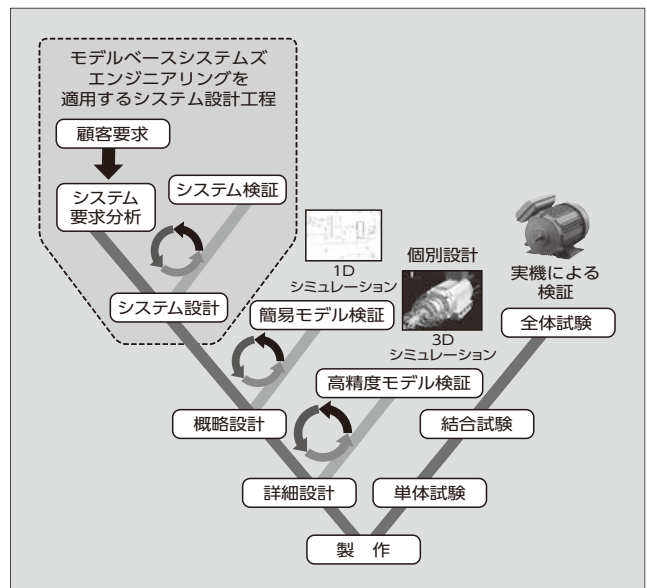 モデルベースシステムズ
エンジニアリングを
適用するシステム設計工程
顧客要求
システム
要求分析
システム検証
システム設計
1D
シミュレーション
簡易モデル検証
個別設計
3D
シミュレーション
高精度モデル検証
実機による
検証
全体試験
概略設計
結合試験
詳細設計
単体試験
製 作